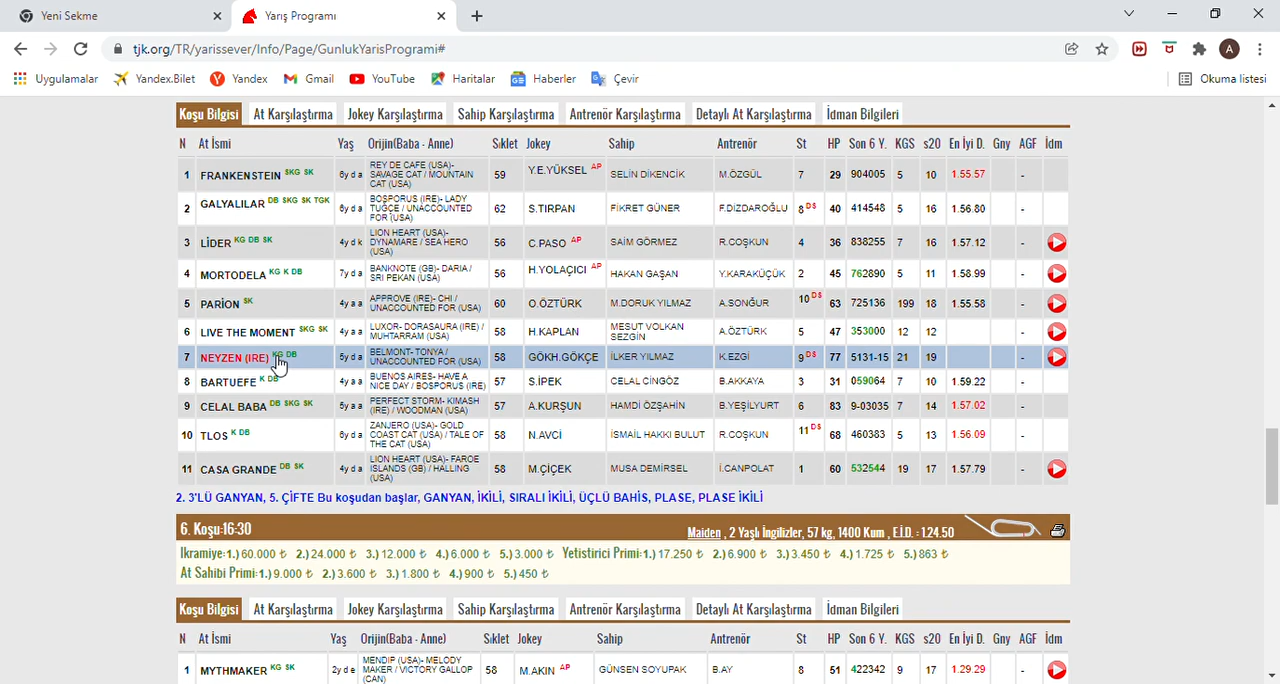 Yeni Sekme
Yarış Programı
tjk.org/TR/yarissever/Info/Page/GunlukYarisProgrami#
A
Uygulamalar Yandex.Bilet Yandex Gmail YouTube Haritalar Haberler Çevir Okuma listesi
Koşu Bilgisi At Karşılaştırma Jokey Karşılaştırma Sahip Karşılaştırma Antrenör Karşılaştırma Detaylı At Karşılaştırma İdman Bilgileri
N At İsmi Yaş Orijin(Baba - Anne) Sıklet Jokey Sahip Antrenör St HP Son 6 Y. KGS s20 En İyi D. Gny AGF İdm
1 FRANKENSTEIN SKG SK 6y d a REY DE CAFE (USA)- SAVAGE CAT / MOUNTAIN CAT (USA) 59 Y.E.YÜKSEL AP SELİN DİKENCİK M.ÖZGÜL 7 29 904005 5 10 1.55.57 -
2 GALYALILAR DB SKG SK TGK 6y d a BOSPORUS (IRE)- LADY TUĞÇE / UNACCOUNTED FOR (USA) 62 S.TIRPAN FİKRET GÜNER F.DİZDAROĞLU 8 DS 40 414548 5 16 1.56.80 -
3 LİDER KG DB SK 4y d k LION HEART (USA)- DYNAMARE / SEA HERO (USA) 56 C.PASO AP SAİM GÖRMEZ R.COŞKUN 4 36 838255 7 16 1.57.12 -
4 MORTODELA KG K DB 7y d a BANKNOTE (GB)- DARIA / SRI PEKAN (USA) 56 H.YOLAÇICI AP HAKAN GAŞAN Y.KARAKÜÇÜK 2 45 762890 5 11 1.58.99 -
5 PARİON SK 4y a a APPROVE (IRE)- CHI / UNACCOUNTED FOR (USA) 60 O.ÖZTÜRK M.DORUK YILMAZ A.SONĞUR 10 DS 63 725136 199 18 1.55.58 -
6 LIVE THE MOMENT SKG SK 4y a a LUXOR- DORASAURA (IRE) / MUHTARRAM (USA) 58 H.KAPLAN MESUT VOLKAN SEZGİN A.ÖZTÜRK 5 47 353000 12 12 -
7 NEYZEN (IRE) KG DB 5y d a BELMONT- TONYA / UNACCOUNTED FOR (USA) 58 GÖKH.GÖKÇE İLKER YILMAZ K.EZGİ 9 DS 77 5131-15 21 19 -
8 BARTUEFE K DB 4y a a BUENOS AIRES- HAVE A NICE DAY / BOSPORUS (IRE) 57 S.İPEK CELAL CİNGÖZ B.AKKAYA 3 31 059064 7 10 1.59.22 -
9 CELAL BABA DB SKG SK 6y a a PERFECT STORM- KIMASH (IRE) / WOODMAN (USA) 57 A.KURŞUN HAMDİ ÖZŞAHİN B.YEŞİLYURT 6 83 9-03035 7 14 1.57.02 -
10 TLOS K DB 6y d a ZANJERO (USA)- GOLD COAST CAT (USA) / TALE OF THE CAT (USA) 58 N.AVCİ İSMAİL HAKKI BULUT R.COŞKUN 11 DS 68 460383 5 13 1.56.09 -
11 CASA GRANDE DB SK 4y d a LION HEART (USA)- FAROE ISLANDS (GB) / HALLING (USA) 58 M.ÇİÇEK MUSA DEMİRSEL İ.CANPOLAT 1 60 532544 19 17 1.57.79 -
2. 3'LÜ GANYAN, 5. ÇİFTE Bu koşudan başlar, GANYAN, İKİLİ, SIRALI İKİLİ, ÜÇLÜ BAHİS, PLASE, PLASE İKİLİ
6. Koşu:16:30 Maiden , 2 Yaşlı İngilizler, 57 kg, 1400 Kum , E.İ.D. : 1.24.50
İkramiye:1.) 60.000 ₺ 2.) 24.000 ₺ 3.) 12.000 ₺ 4.) 6.000 ₺ 5.) 3.000 ₺ Yetistirici Primi:1.) 17.250 ₺ 2.) 6.900 ₺ 3.) 3.450 ₺ 4.) 1.725 ₺ 5.) 863 ₺
At Sahibi Primi:1.) 9.000 ₺ 2.) 3.600 ₺ 3.) 1.800 ₺ 4.) 900 ₺ 5.) 450 ₺
Koşu Bilgisi At Karşılaştırma Jokey Karşılaştırma Sahip Karşılaştırma Antrenör Karşılaştırma Detaylı At Karşılaştırma İdman Bilgileri
N At İsmi Yaş Orijin(Baba - Anne) Sıklet Jokey Sahip Antrenör St HP Son 6 Y. KGS s20 En İyi D. Gny AGF İdm
1 MYTHMAKER KG SK 2y d e MENDIP (USA)- MELODY MAKER / VICTORY GALLOP (CAN) 58 M.AKIN AP GÜNSEN SOYUPAK B.AY 8 51 422342 9 17 1.29.29 -